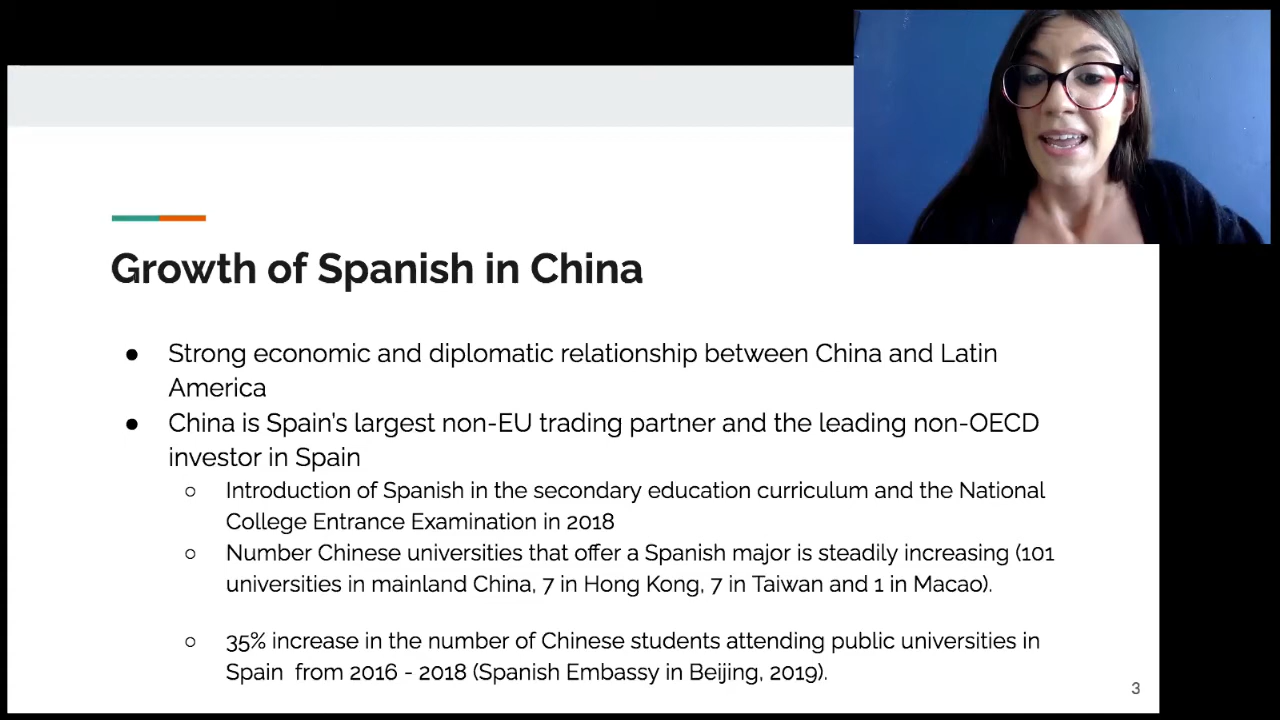 Growth of Spanish in China
● Strong economic and diplomatic relationship between China and Latin
America
● China is Spain's largest non-EU trading partner and the leading non-OECD
investor in Spain
○ Introduction of Spanish in the secondary education curriculum and the National
College Entrance Examination in 2018
○ Number Chinese universities that offer a Spanish major is steadily increasing (101
universities in mainland China, 7 in Hong Kong, 7 in Taiwan and 1 in Macao).
○ 35% increase in the number of Chinese students attending public universities in
Spain  from 2016 - 2018 (Spanish Embassy in Beijing, 2019).
3